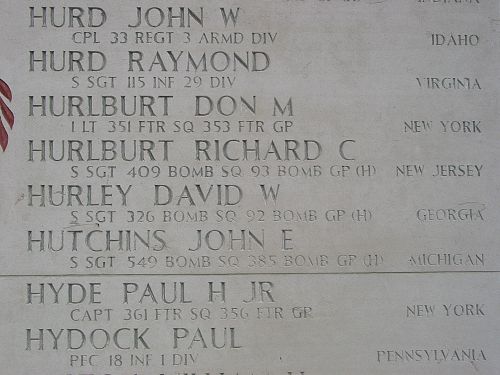 INDIANA
HURD JOHN W
CPL 33 REGT 3 ARMD DIV IDAHO
HURD RAYMOND
S SGT 115 INF 29 DIV VIRGINIA
HURLBURT DON M
1 LT 351 FTR SQ 353 FTR GP NEW YORK
HURLBURT RICHARD C
S SGT 409 BOMB SQ 93 BOMB GP (H) NEW JERSEY
HURLEY DAVID W
S SGT 326 BOMB SQ 92 BOMB GP (H) GEORGIA
HUTCHINS JOHN E
S SGT 549 BOMB SQ 385 BOMB GP (H) MICHIGAN
HYDE PAUL H JR
CAPT 361 FTR SQ 356 FTR GP NEW YORK
HYDOCK PAUL
PFC 18 INF 1 DIV PENNSYLVANIA